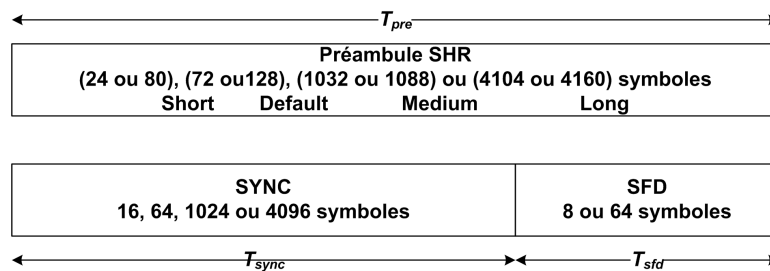 T_pre
Préambule SHR
(24 ou 80), (72 ou128), (1032 ou 1088) ou (4104 ou 4160) symboles
Short Default Medium Long
SYNC SFD
16, 64, 1024 ou 4096 symboles 8 ou 64 symboles
T_sync T_sfd